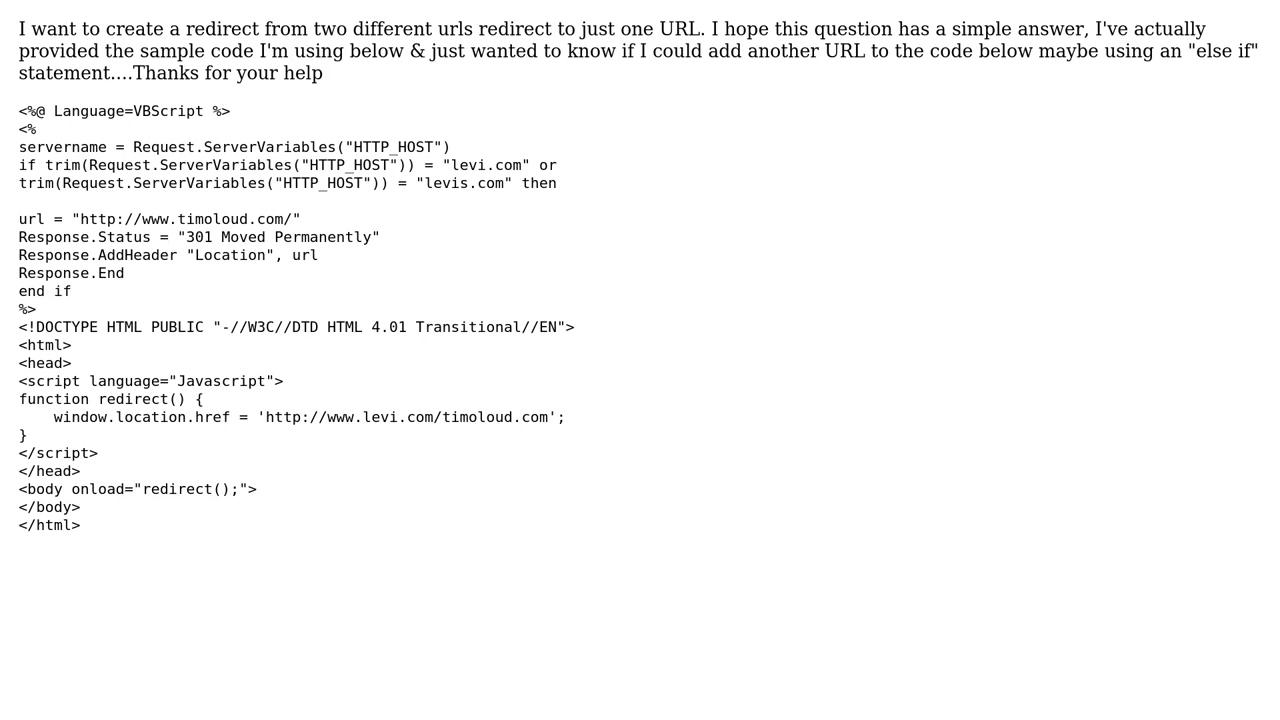 I want to create a redirect from two different urls redirect to just one URL. I hope this question has a simple answer, I've actually
provided the sample code I'm using below & just wanted to know if I could add another URL to the code below maybe using an "else if"
statement....Thanks for your help
<%@ Language=VBScript %>
<%
servername = Request.ServerVariables("HTTP_HOST")
if trim(Request.ServerVariables("HTTP_HOST")) = "levi.com" or
trim(Request.ServerVariables("HTTP_HOST")) = "levis.com" then

url = "http://www.timoloud.com/"
Response.Status = "301 Moved Permanently"
Response.AddHeader "Location", url
Response.End
end if
%>
<!DOCTYPE HTML PUBLIC "-//W3C//DTD HTML 4.01 Transitional//EN">
<html>
<head>
<script language="Javascript">
function redirect() {
    window.location.href = 'http://www.levi.com/timoloud.com';
}
</script>
</head>
<body onload="redirect();">
</body>
</html>